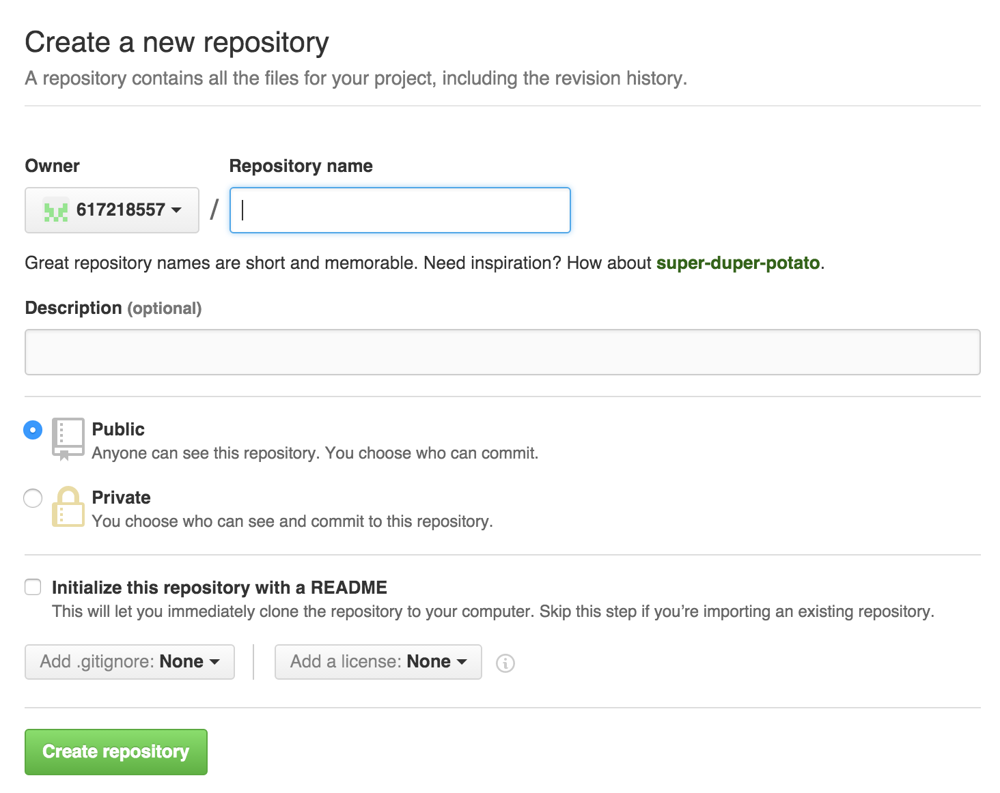 Create a new repository
A repository contains all the files for your project, including the revision history.
Owner
Repository name
617218557
/
Great repository names are short and memorable. Need inspiration? How about super-duper-potato.
Description (optional)
Public
Anyone can see this repository. You choose who can commit.
Private
You choose who can see and commit to this repository.
Initialize this repository with a README
This will let you immediately clone the repository to your computer. Skip this step if you’re importing an existing repository.
Add .gitignore: None
Add a license: None
Create repository